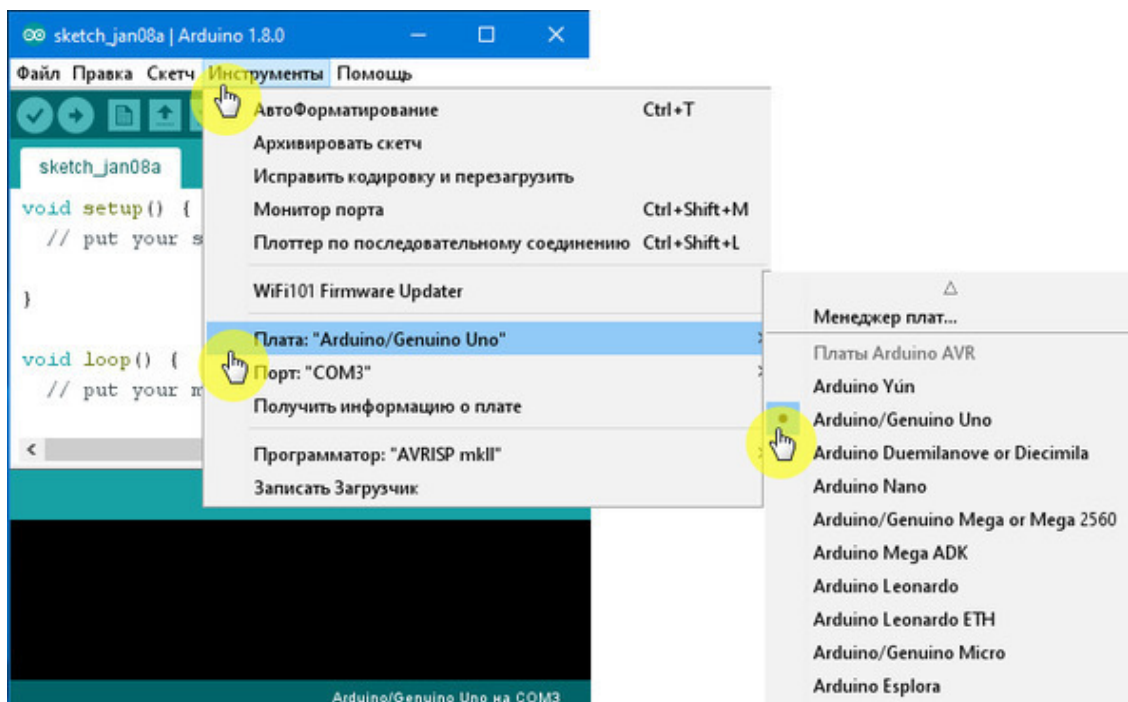 sketch_jan08a | Arduino 1.8.0
Файл Правка Скетч Инструменты Помощь
sketch_jan08a
void setup() {
// put your s
}
void loop() {
// put your m
АвтоФорматирование Ctrl+T
Архивировать скетч
Исправить кодировку и перезагрузить
Монитор порта Ctrl+Shift+M
Плоттер по последовательному соединению Ctrl+Shift+L
WiFi101 Firmware Updater
Плата: "Arduino/Genuino Uno"
Порт: "COM3"
Получить информацию о плате
Программатор: "AVRISP mkII"
Записать Загрузчик
Менеджер плат...
Платы Arduino AVR
Arduino Yún
Arduino/Genuino Uno
Arduino Duemilanove or Diecimila
Arduino Nano
Arduino/Genuino Mega or Mega 2560
Arduino Mega ADK
Arduino Leonardo
Arduino Leonardo ETH
Arduino/Genuino Micro
Arduino Esplora
Arduino/Genuino Uno на COM3